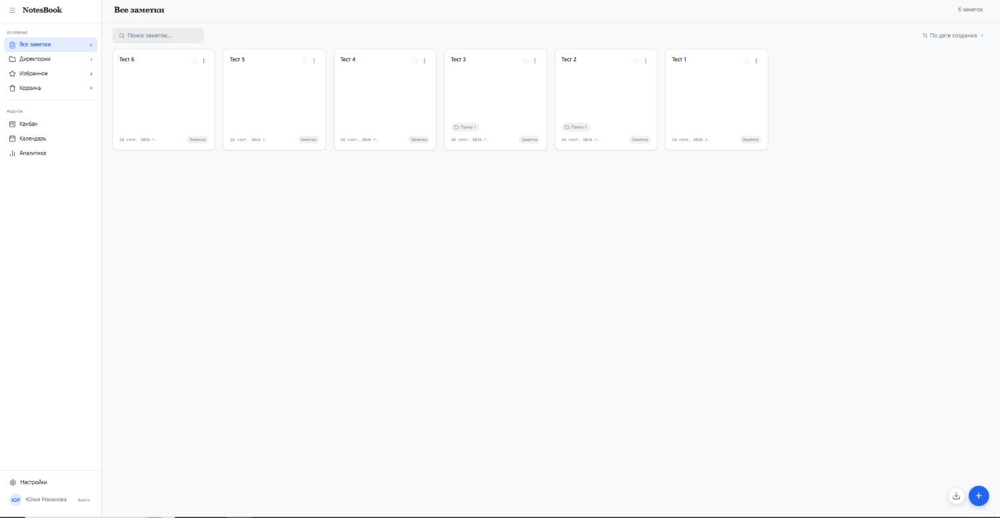 NotesBook
ОСНОВНЫЕ
Все заметки 6
Директории 3
Избранное 0
Корзина 0
МОДУЛИ
Канбан
Календарь
Аналитика
Настройки
ЮР Юлия Романова Выйти
Все заметки 6 заметок
Поиск заметок... По дате создания
Тест 6
24 сент. 2026 г. Заметка
Тест 5
24 сент. 2026 г. Заметка
Тест 4
24 сент. 2026 г. Заметка
Тест 3
Папка 1
24 сент. 2026 г. Заметка
Тест 2
Папка 1
24 сент. 2026 г. Заметка
Тест 1
24 сент. 2026 г. Заметка